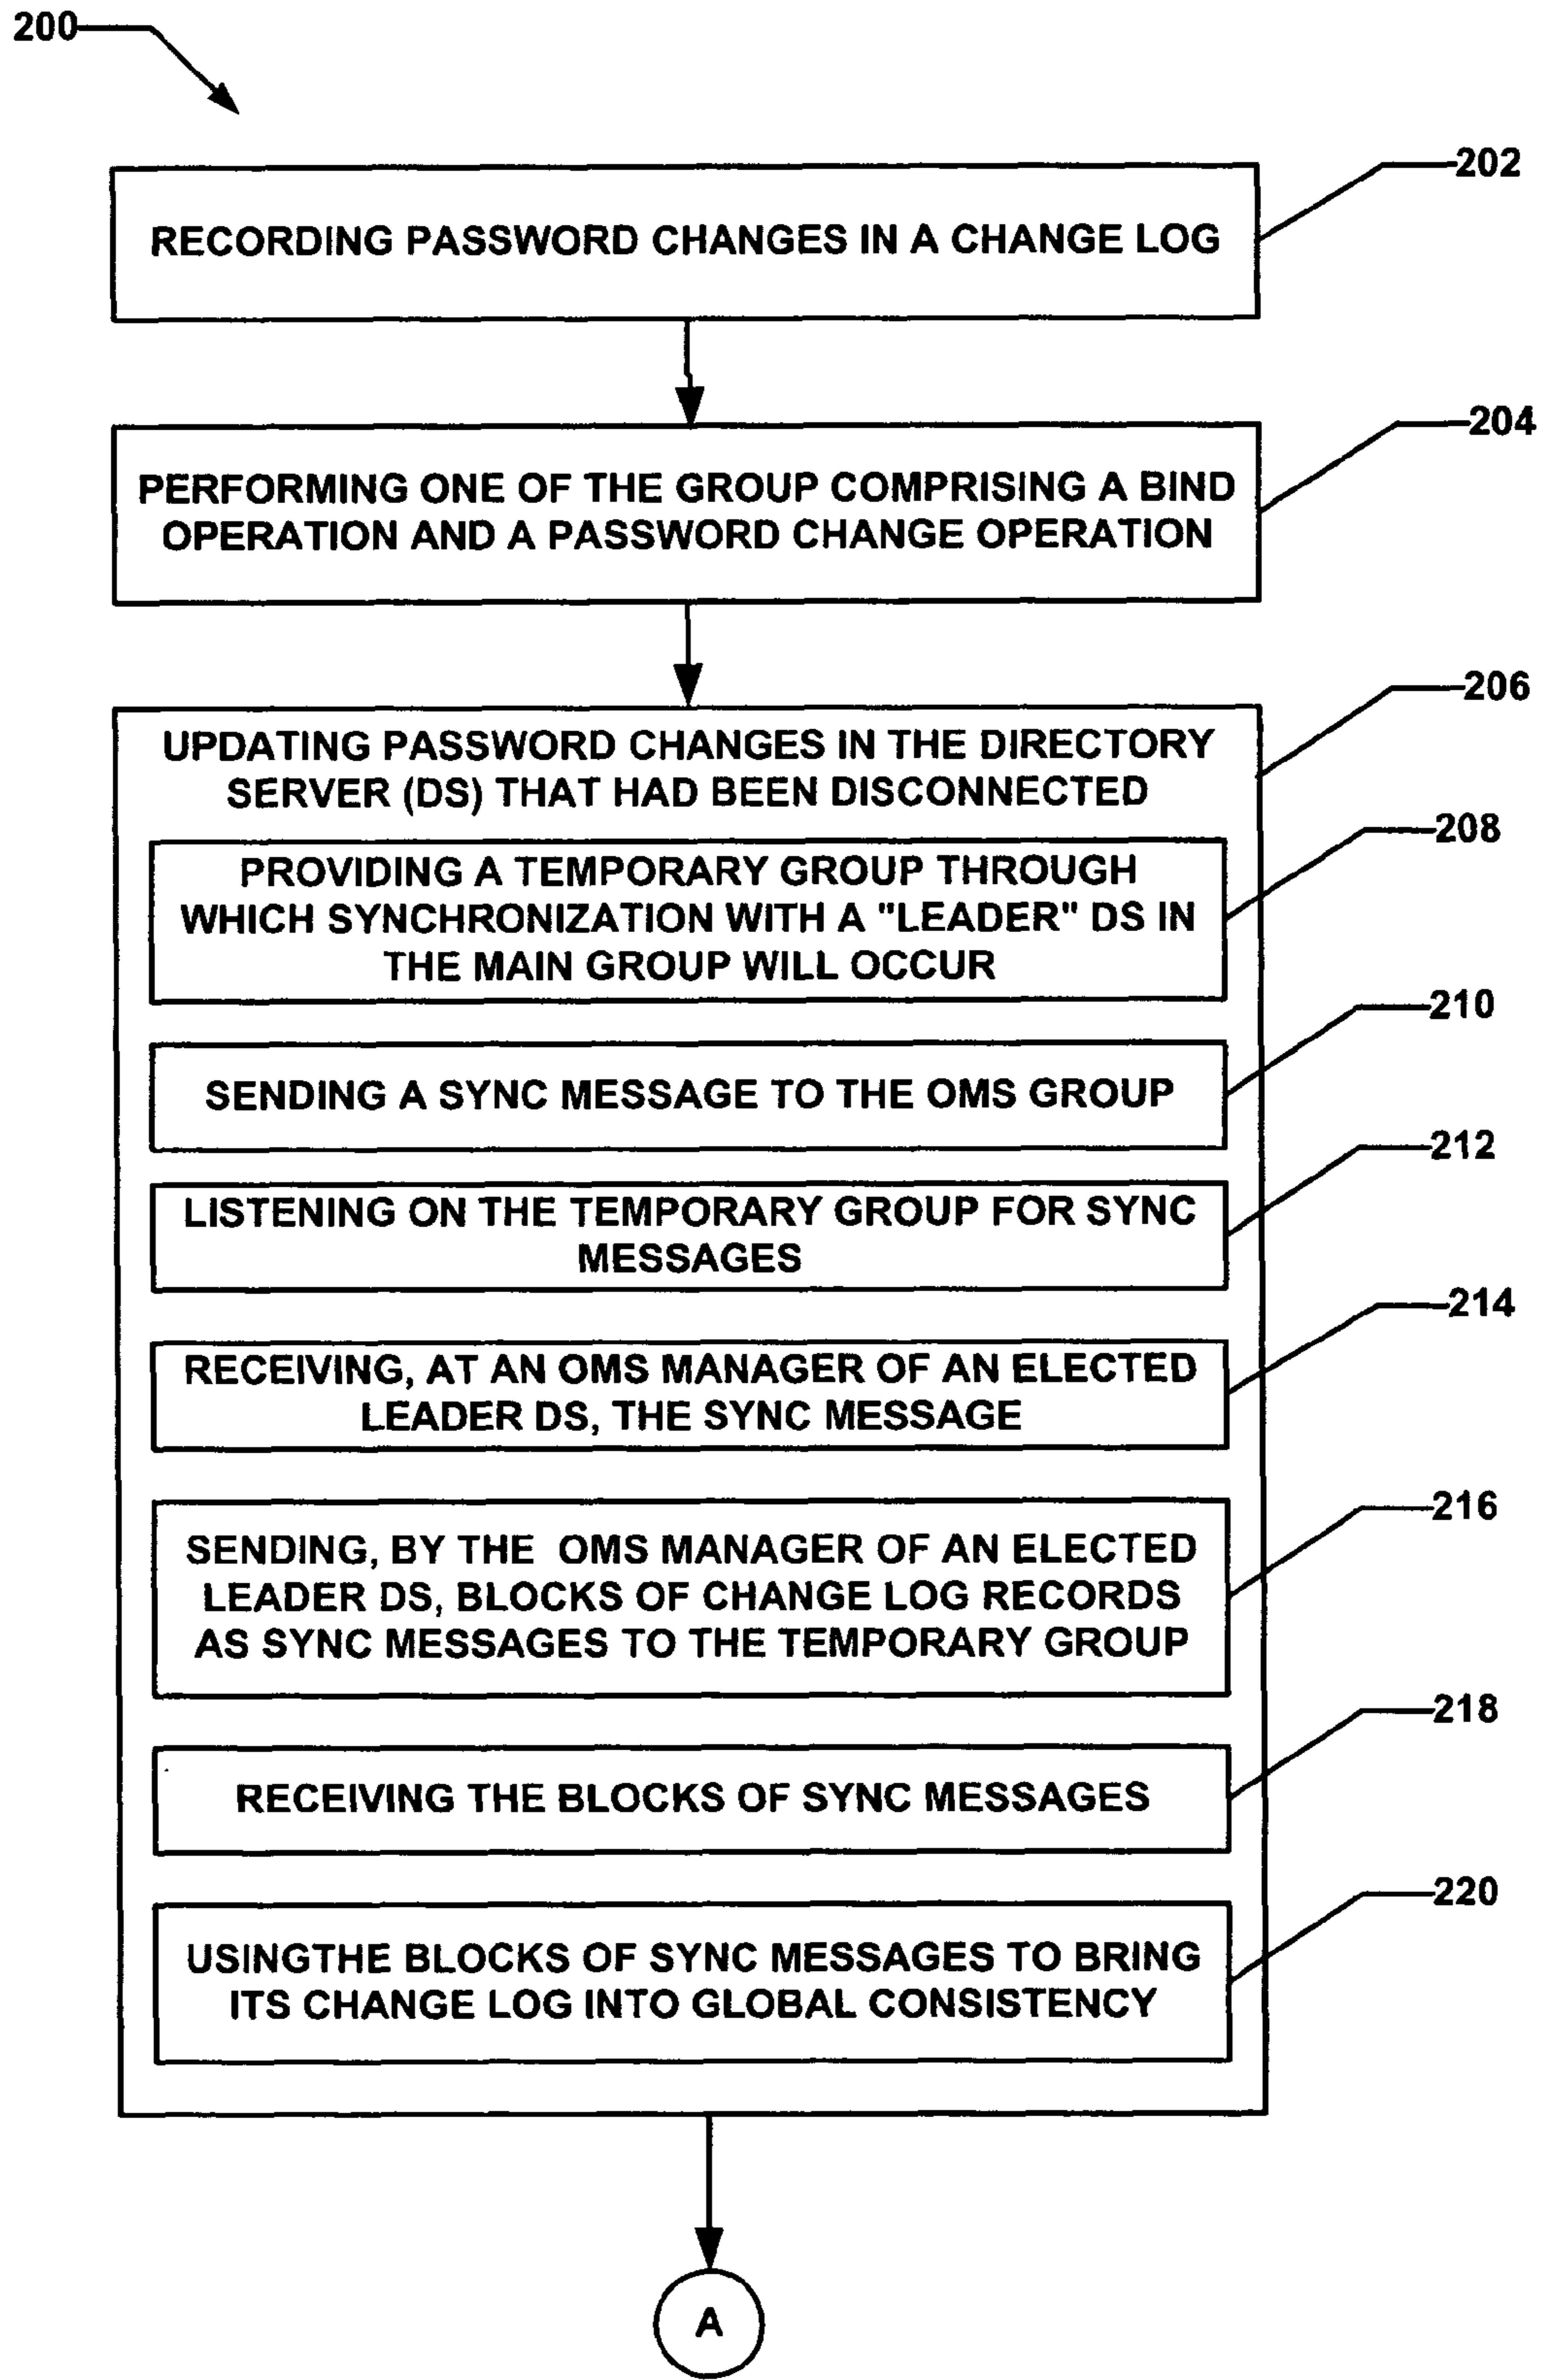 200
202
RECORDING PASSWORD CHANGES IN A CHANGE LOG
204
PERFORMING ONE OF THE GROUP COMPRISING A BIND
OPERATION AND A PASSWORD CHANGE OPERATION
206
UPDATING PASSWORD CHANGES IN THE DIRECTORY
SERVER (DS) THAT HAD BEEN DISCONNECTED
208
PROVIDING A TEMPORARY GROUP THROUGH
WHICH SYNCHRONIZATION WITH A "LEADER" DS IN
THE MAIN GROUP WILL OCCUR
210
SENDING A SYNC MESSAGE TO THE OMS GROUP
212
LISTENING ON THE TEMPORARY GROUP FOR SYNC
MESSAGES
214
RECEIVING, AT AN OMS MANAGER OF AN ELECTED
LEADER DS, THE SYNC MESSAGE
216
SENDING, BY THE OMS MANAGER OF AN ELECTED
LEADER DS, BLOCKS OF CHANGE LOG RECORDS
AS SYNC MESSAGES TO THE TEMPORARY GROUP
218
RECEIVING THE BLOCKS OF SYNC MESSAGES
220
USINGTHE BLOCKS OF SYNC MESSAGES TO BRING
ITS CHANGE LOG INTO GLOBAL CONSISTENCY
A